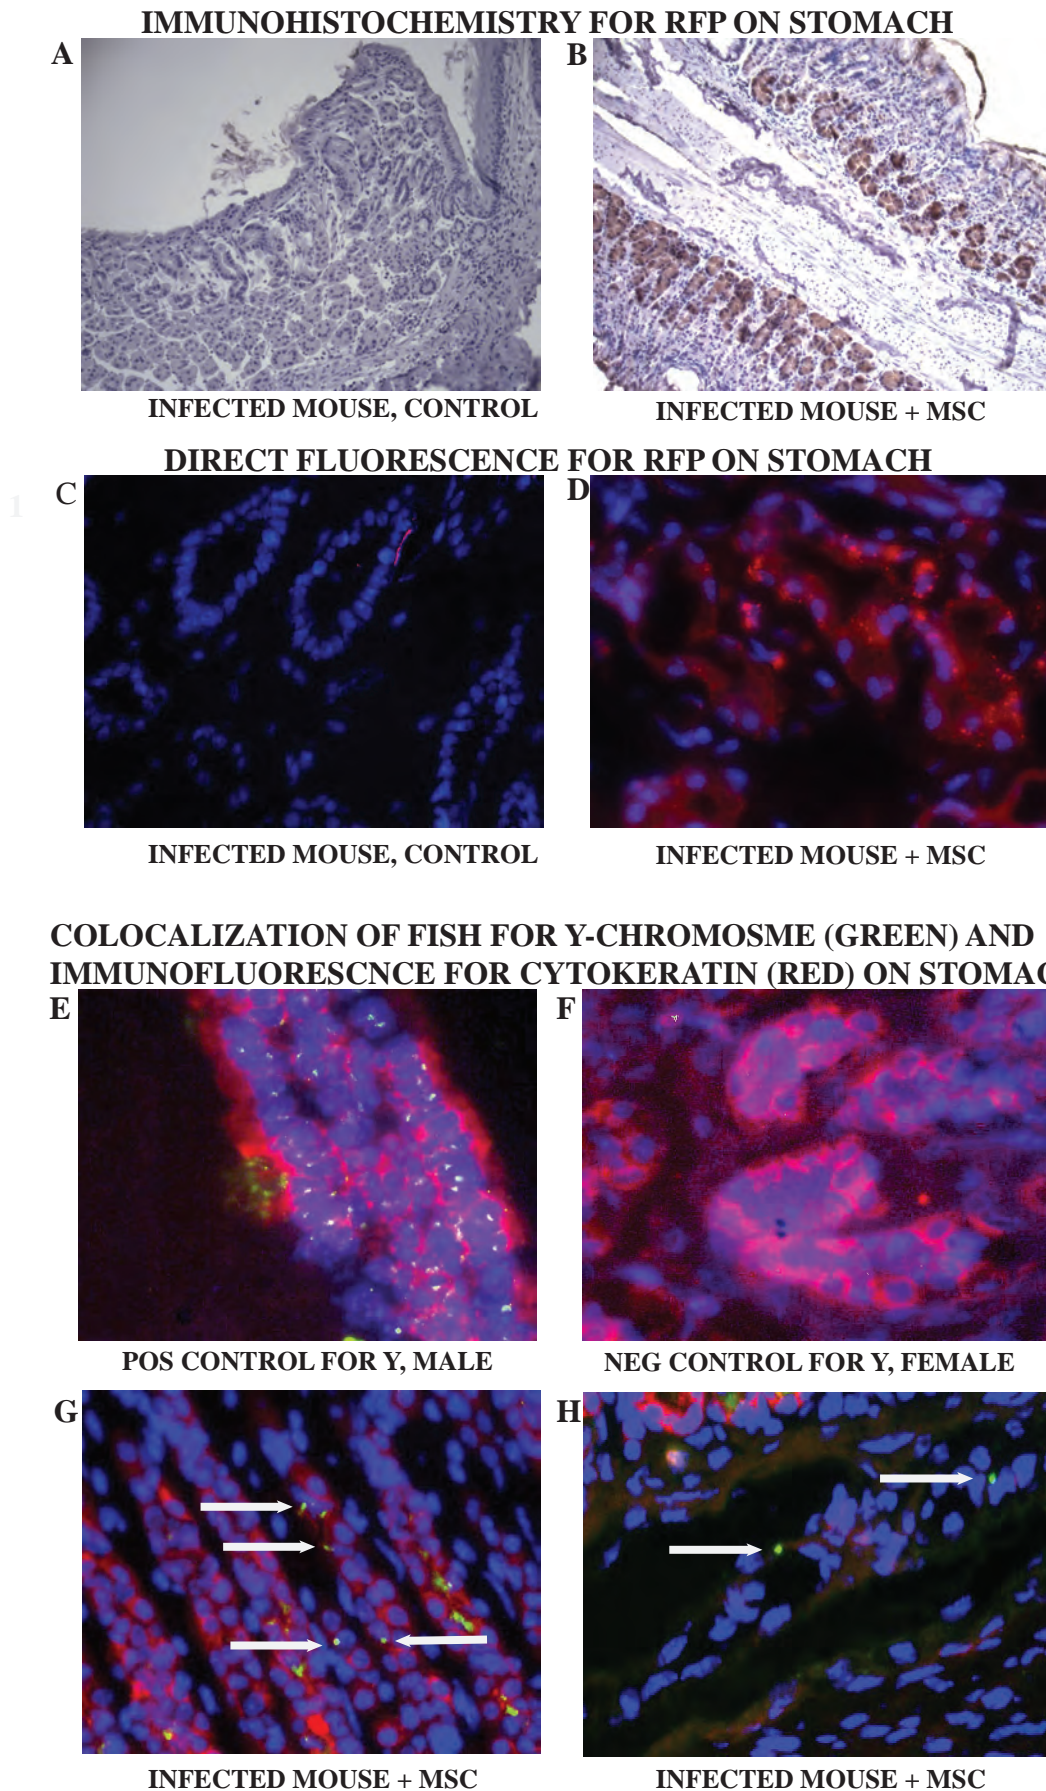 IMMUNOHISTOCHEMISTRY FOR RFP ON STOMACH
A
B
INFECTED MOUSE, CONTROL
INFECTED MOUSE + MSC
DIRECT FLUORESCENCE FOR RFP ON STOMACH
1
C
D
INFECTED MOUSE, CONTROL
INFECTED MOUSE + MSC
COLOCALIZATION OF FISH FOR Y-CHROMOSME (GREEN) AND
IMMUNOFLUORESCNCE FOR CYTOKERATIN (RED) ON STOMAC
E
F
POS CONTROL FOR Y, MALE
NEG CONTROL FOR Y, FEMALE
G
H
INFECTED MOUSE + MSC
INFECTED MOUSE + MSC